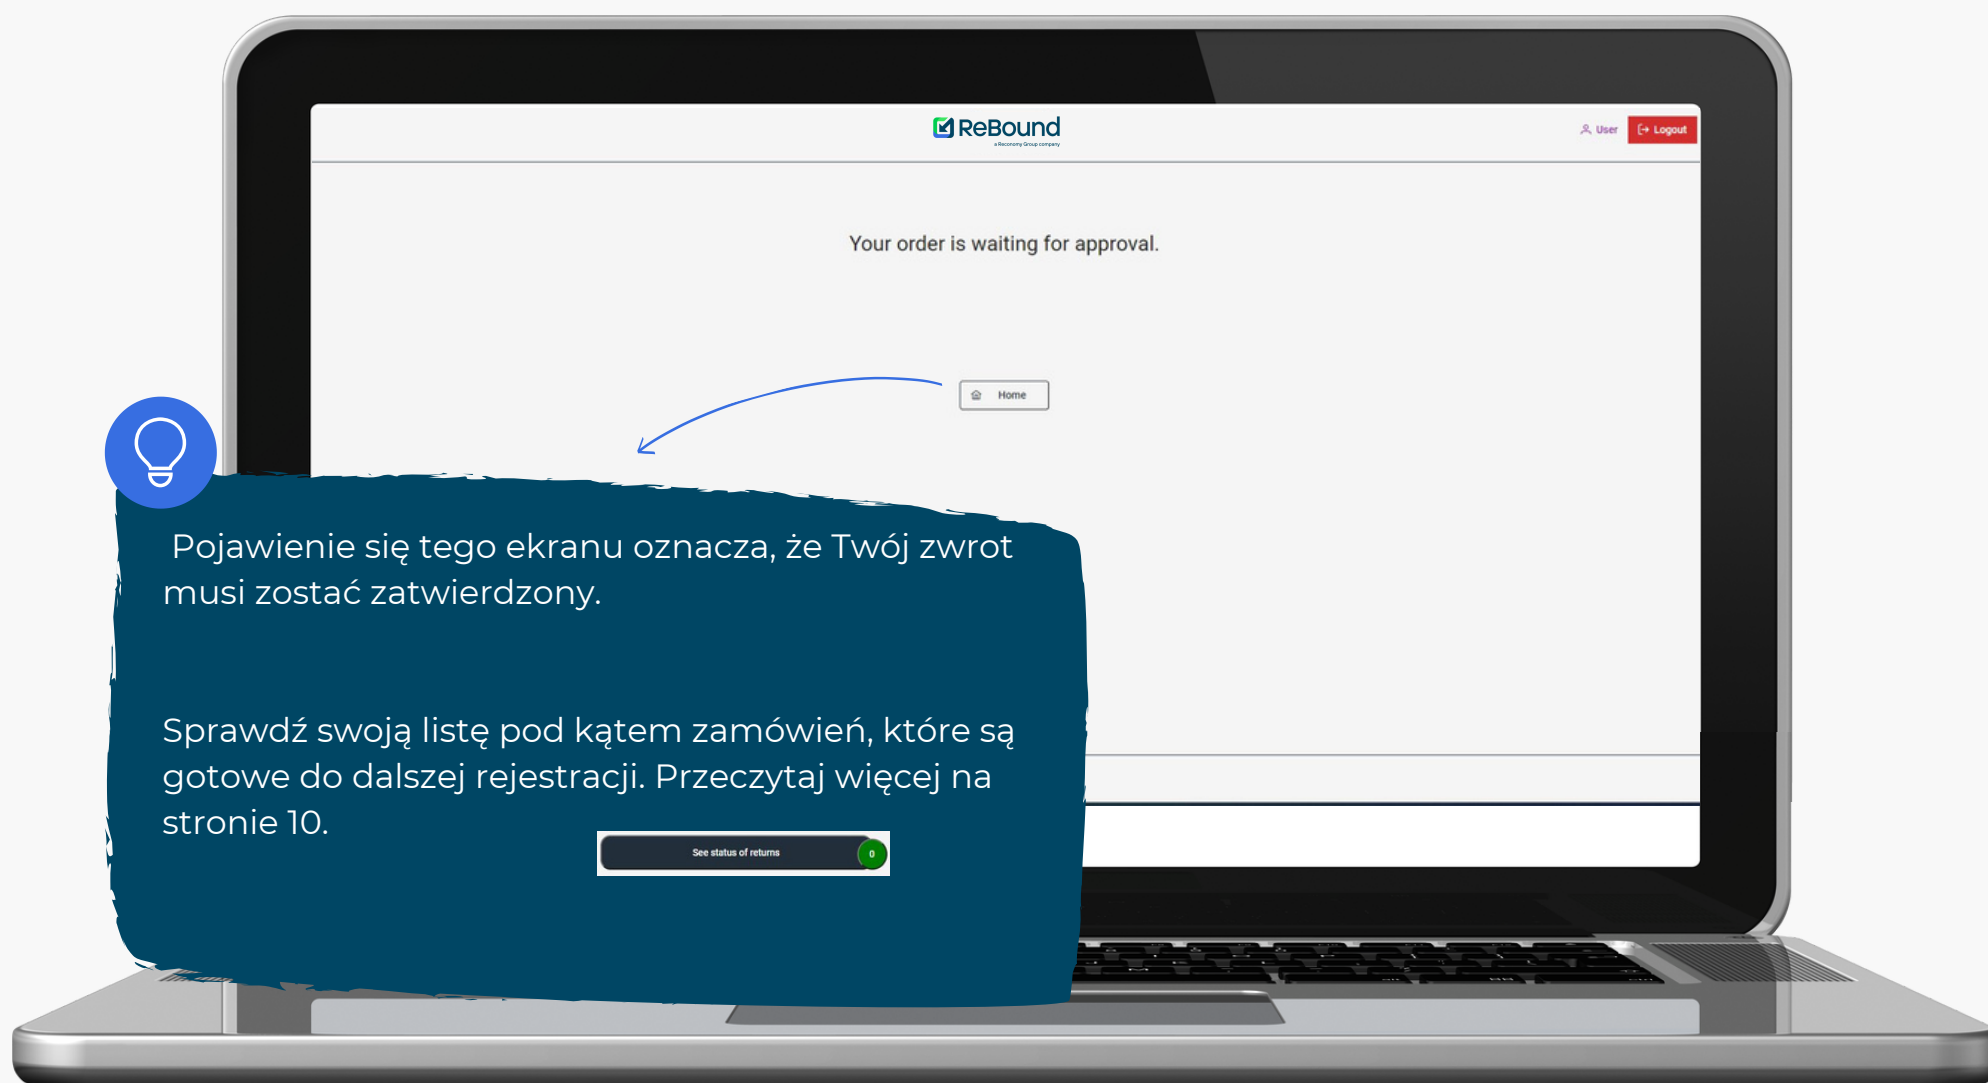 ReBound
a Reconomy Group company
User
Logout
Your order is waiting for approval.
Home
Pojawienie się tego ekranu oznacza, że Twój zwrot
musi zostać zatwierdzony.
Sprawdź swoją listę pod kątem zamówień, które są
gotowe do dalszej rejestracji. Przeczytaj więcej na
stronie 10.
See status of returns
0